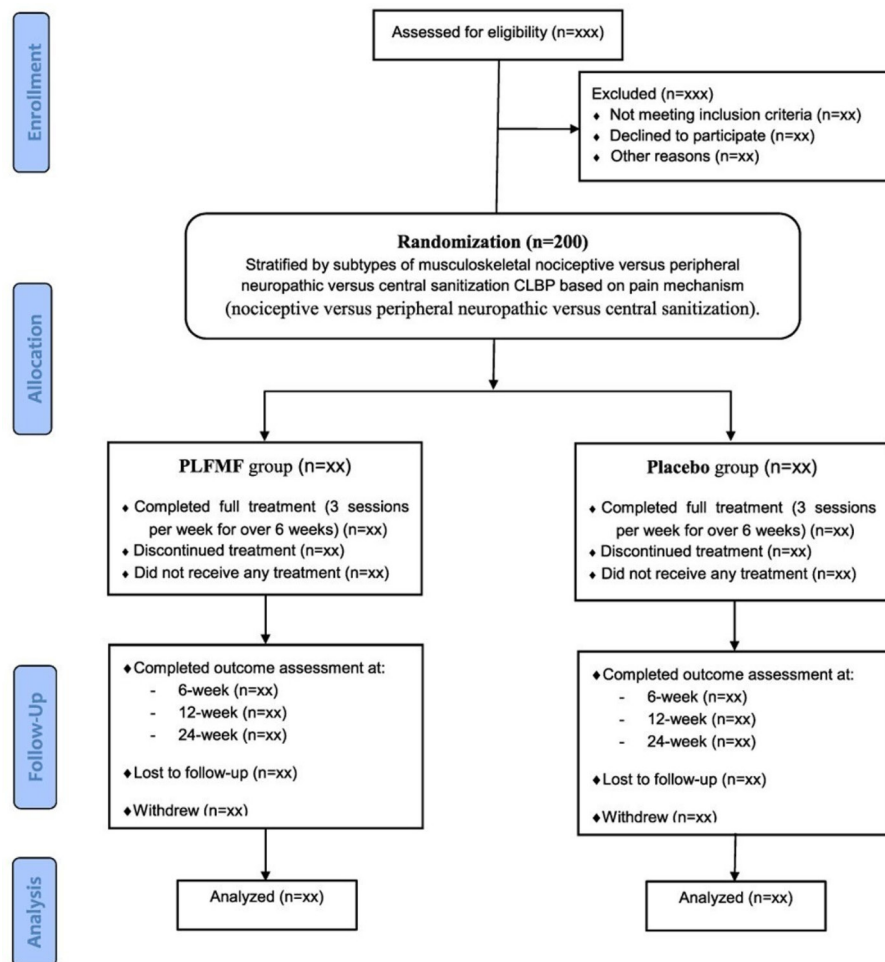 Enrollment
Assessed for eligibility (n=xxx)
Excluded (n=xxx)
♦ Not meeting inclusion criteria (n=xx)
♦ Declined to participate (n=xx)
♦ Other reasons (n=xx)
Randomization (n=200)
Stratified by subtypes of musculoskeletal nociceptive versus peripheral
neuropathic versus central sanitization CLBP based on pain mechanism
(nociceptive versus peripheral neuropathic versus central sanitization).
Allocation
PLFMF group (n=xx)
♦ Completed full treatment (3 sessions
per week for over 6 weeks) (n=xx)
♦ Discontinued treatment (n=xx)
♦ Did not receive any treatment (n=xx)
Placebo group (n=xx)
♦ Completed full treatment (3 sessions
per week for over 6 weeks) (n=xx)
♦ Discontinued treatment (n=xx)
♦ Did not receive any treatment (n=xx)
Follow-Up
♦Completed outcome assessment at:
- 6-week (n=xx)
- 12-week (n=xx)
- 24-week (n=xx)
♦Lost to follow-up (n=xx)
♦Withdrew (n=xx)
♦Completed outcome assessment at:
- 6-week (n=xx)
- 12-week (n=xx)
- 24-week (n=xx)
♦Lost to follow-up (n=xx)
♦Withdrew (n=xx)
Analysis
Analyzed (n=xx)
Analyzed (n=xx)